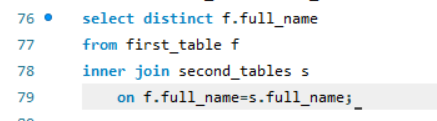 76 select distinct f.full_name
77 from first_table f
78 inner join second_tables s
79 on f.full_name=s.full_name;